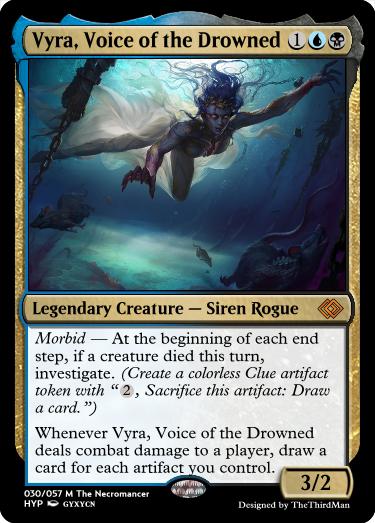 Vyra, Voice of the Drowned 1
Legendary Creature — Siren Rogue
Morbid — At the beginning of each end
step, if a creature died this turn,
investigate. (Create a colorless Clue artifact
token with “2, Sacrifice this artifact: Draw
a card.”)
Whenever Vyra, Voice of the Drowned
deals combat damage to a player, draw a
card for each artifact you control.
3/2
030/057 M The Necromancer
HYP GYXYCN
Designed by TheThirdMan